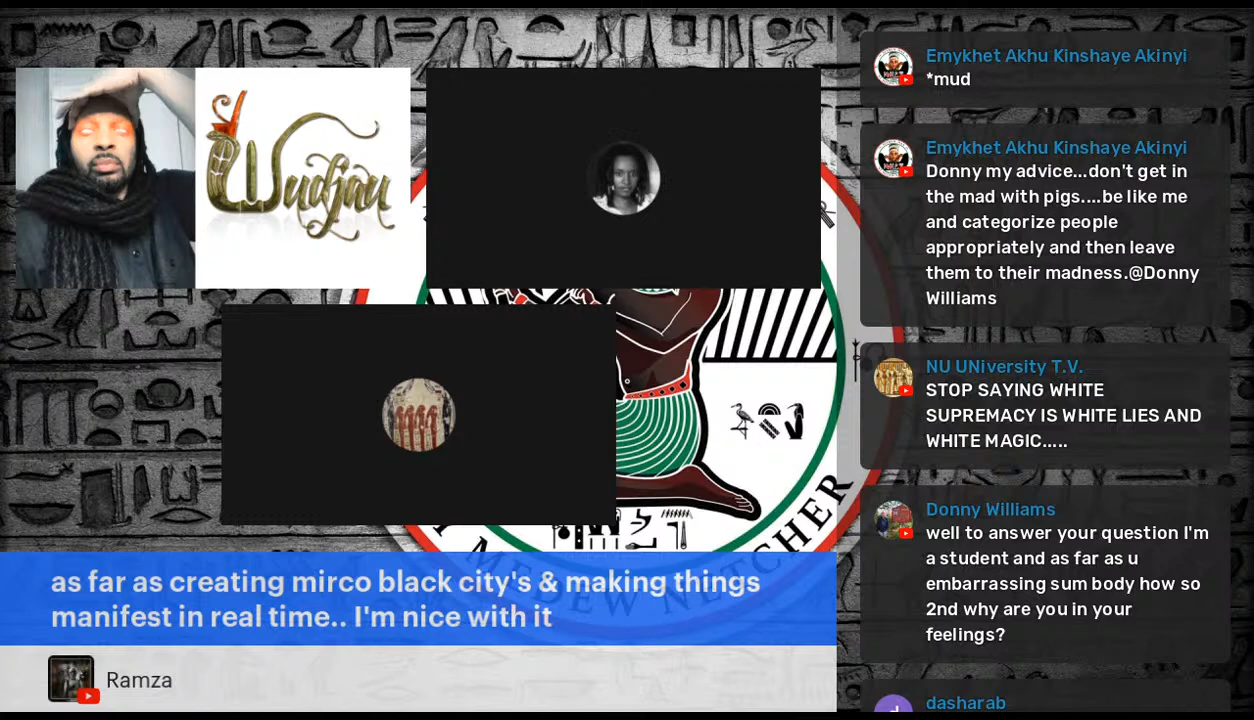 Wudjau
MEDEW NETCHER
as far as creating mirco black city's & making things
manifest in real time.. I'm nice with it
Ramza
Emykhet Akhu Kinshaye Akinyi
*mud
Emykhet Akhu Kinshaye Akinyi
Donny my advice...don't get in
the mad with pigs....be like me
and categorize people
appropriately and then leave
them to their madness.@Donny
Williams
NU UNiversity T.V.
STOP SAYING WHITE
SUPREMACY IS WHITE LIES AND
WHITE MAGIC.....
Donny Williams
well to answer your question I'm
a student and as far as u
embarrassing sum body how so
2nd why are you in your
feelings?
dasharab
d